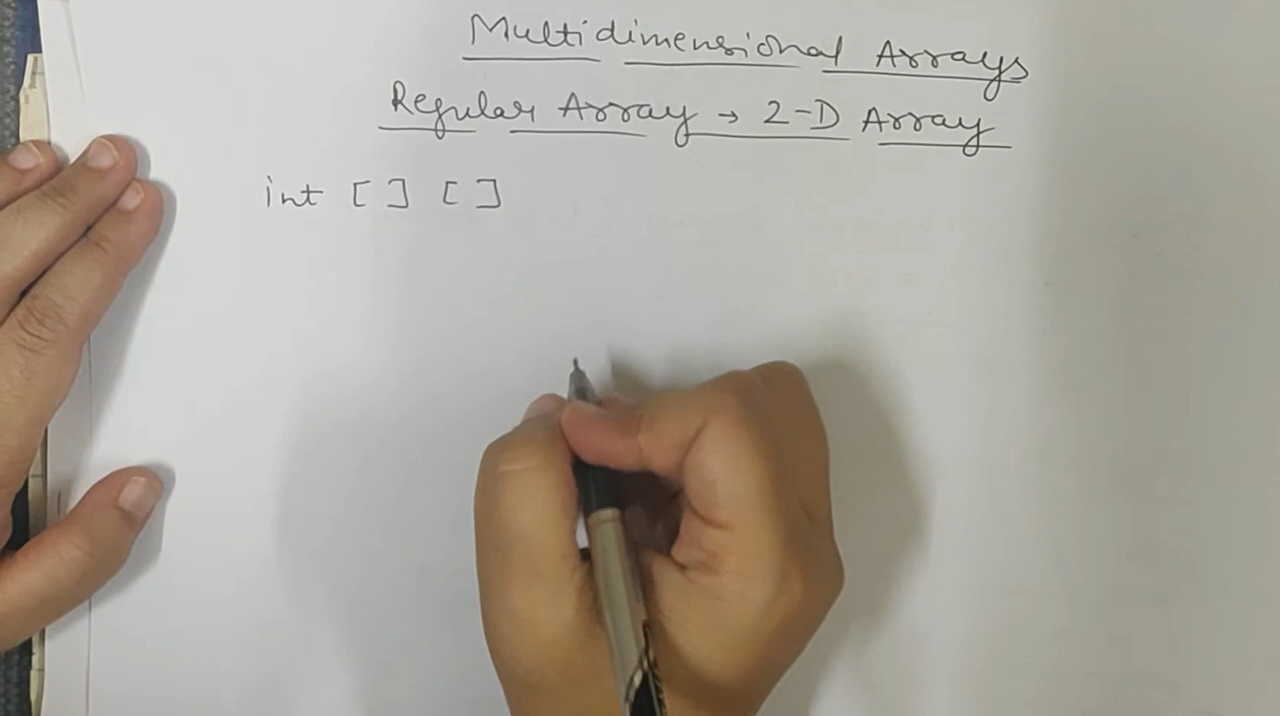 Multidimensional Arrays
Regular Array → 2-D Array
int [ ] [ ]